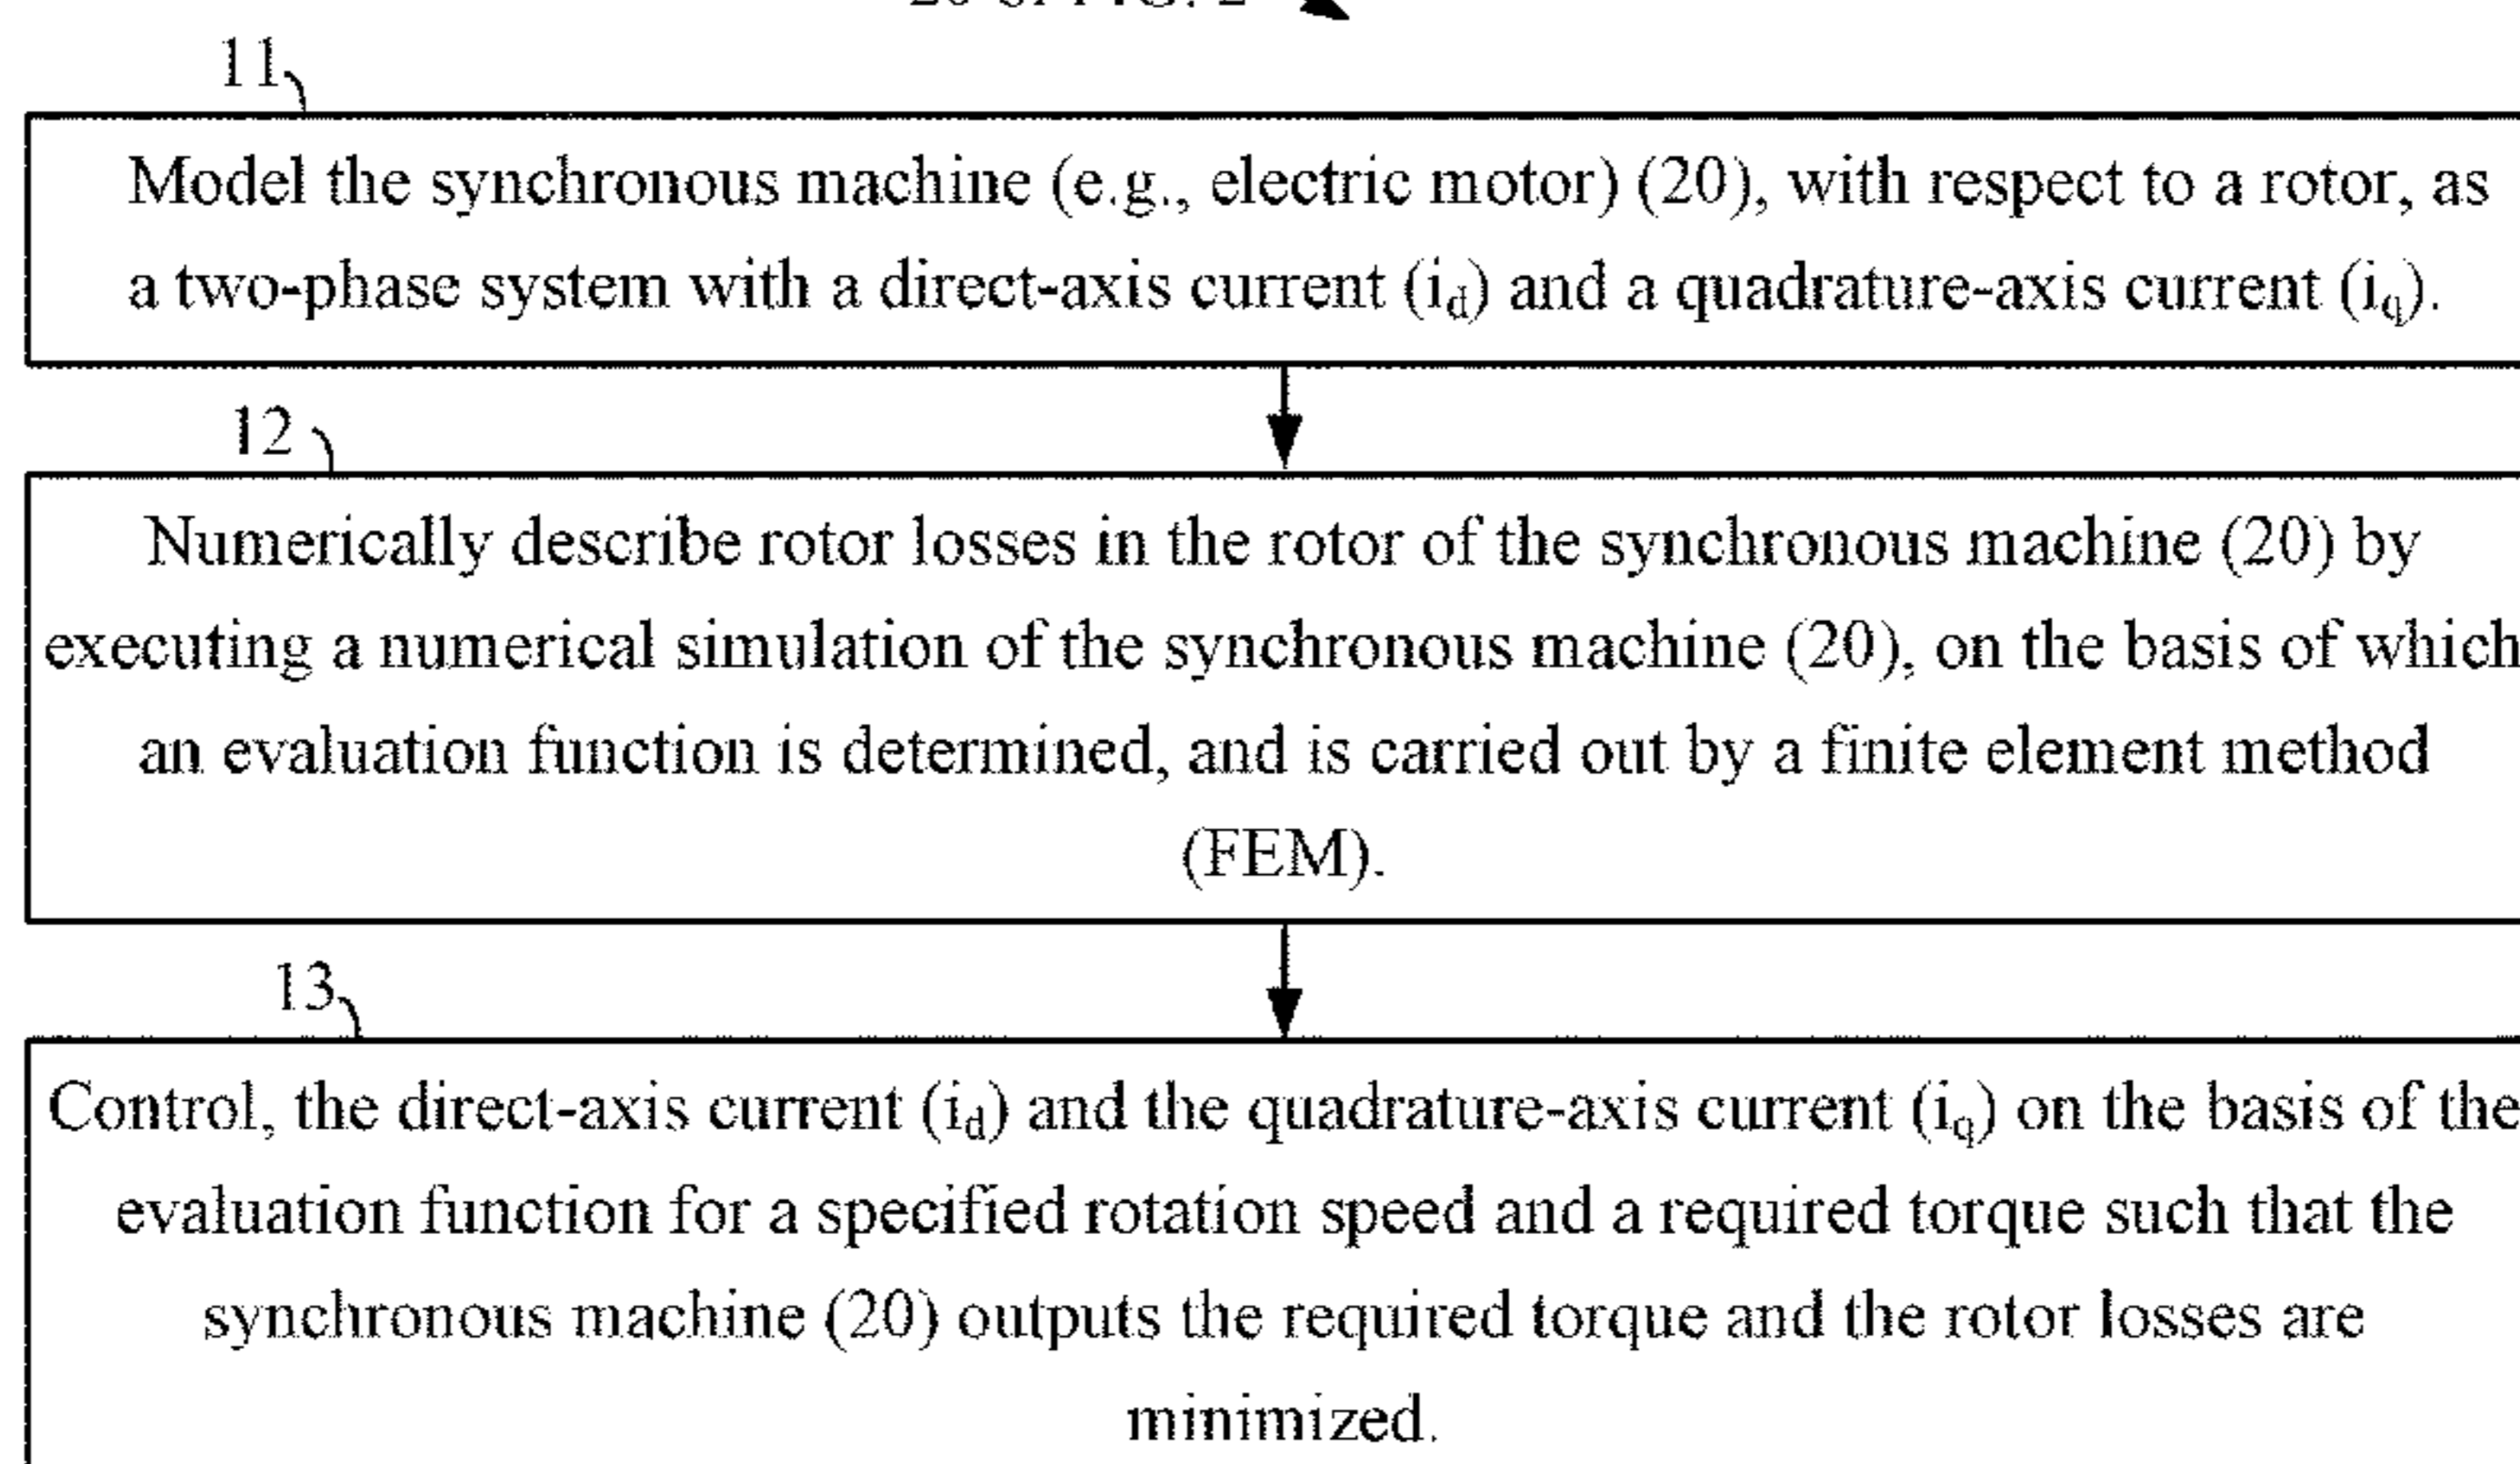 20 of FIG. 2
11
Model the synchronous machine (e.g., electric motor) (20), with respect to a rotor, as
a two-phase system with a direct-axis current (id) and a quadrature-axis current (iq).
12
Numerically describe rotor losses in the rotor of the synchronous machine (20) by
executing a numerical simulation of the synchronous machine (20), on the basis of which
an evaluation function is determined, and is carried out by a finite element method
(FEM).
13
Control, the direct-axis current (id) and the quadrature-axis current (iq) on the basis of the
evaluation function for a specified rotation speed and a required torque such that the
synchronous machine (20) outputs the required torque and the rotor losses are
minimized.